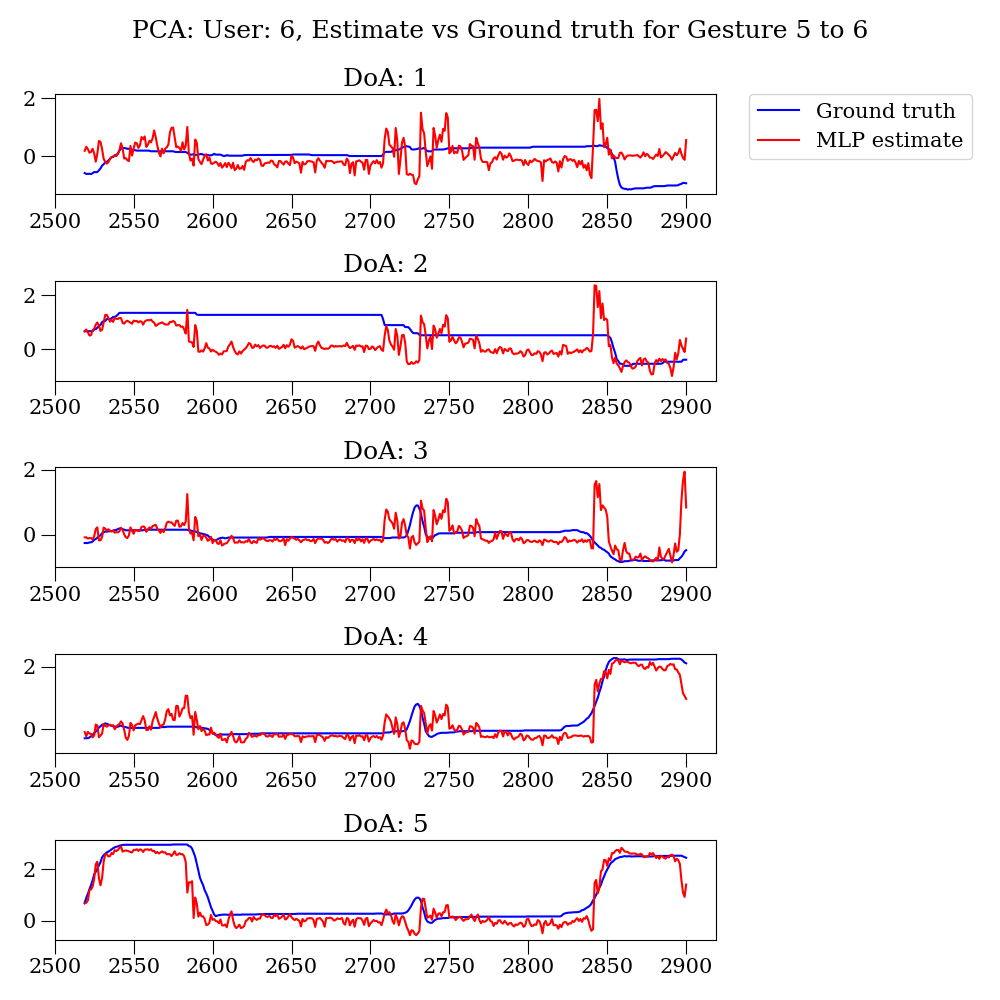 PCA: User: 6, Estimate vs Ground truth for Gesture 5 to 6
DoA: 1
Ground truth
MLP estimate
2
0
2500 2550 2600 2650 2700 2750 2800 2850 2900
DoA: 2
2
0
2500 2550 2600 2650 2700 2750 2800 2850 2900
DoA: 3
2
0
2500 2550 2600 2650 2700 2750 2800 2850 2900
DoA: 4
2
0
2500 2550 2600 2650 2700 2750 2800 2850 2900
DoA: 5
2
0
2500 2550 2600 2650 2700 2750 2800 2850 2900